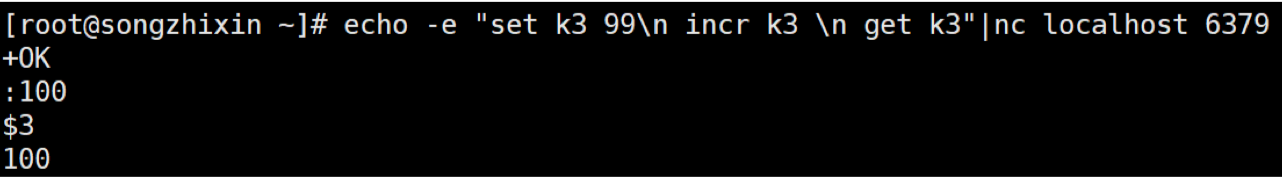 [root@songzhixin ~]# echo -e "set k3 99\n incr k3 \n get k3"|nc localhost 6379
+OK
:100
$3
100